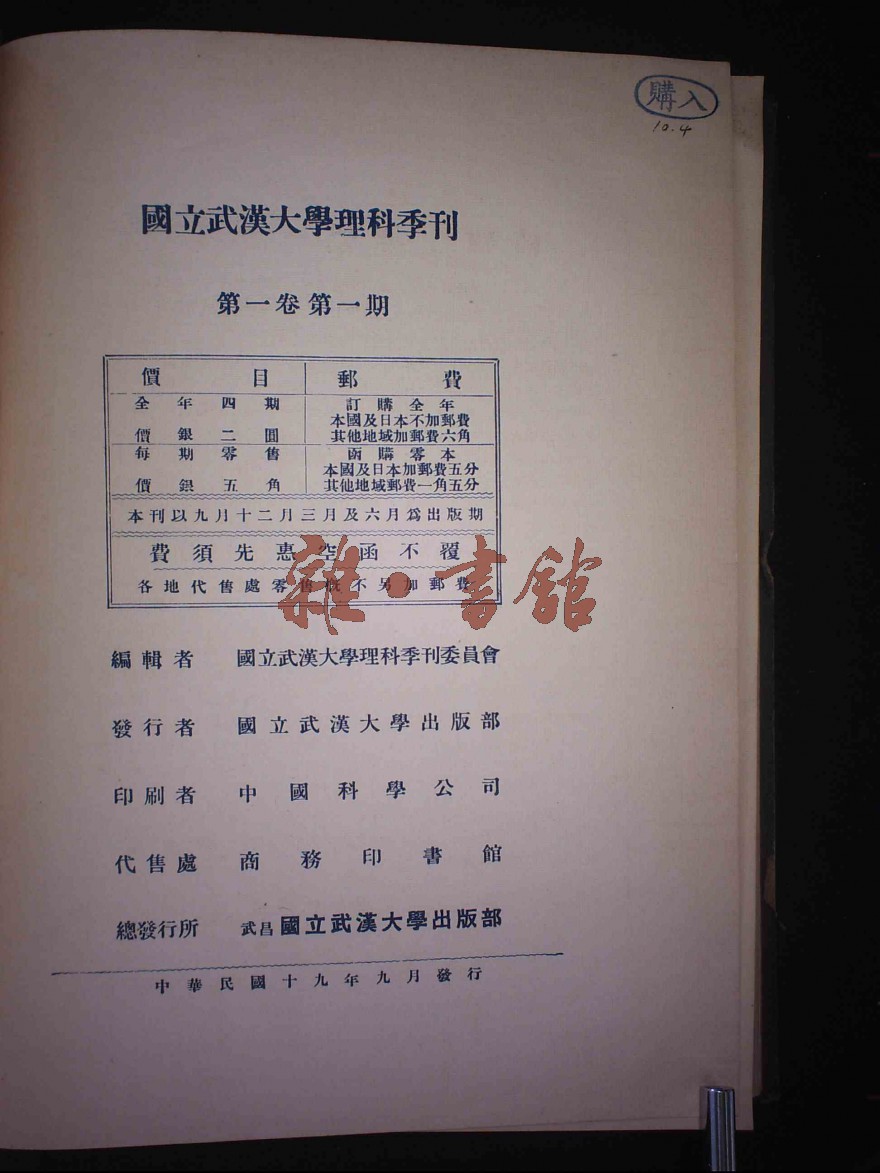 購入
10.4
國立武漢大學理科季刊
第一卷第一期
價目
郵費
全年四期
價銀二圓
訂購全年
本國及日本不加郵費
其他地域加郵費六角
每期零售
價銀五角
函購零本
本國及日本加郵費五分
其他地域郵費一角五分
本刊以九月十二月三月及六月爲出版期
費須先惠空函不覆
各地代售處零售概不另加郵費
雜·書館
編輯者 國立武漢大學理科季刊委員會
發行者 國立武漢大學出版部
印刷者 中國科學公司
代售處 商務印書館
總發行所 武昌國立武漢大學出版部
中華民國十九年九月發行